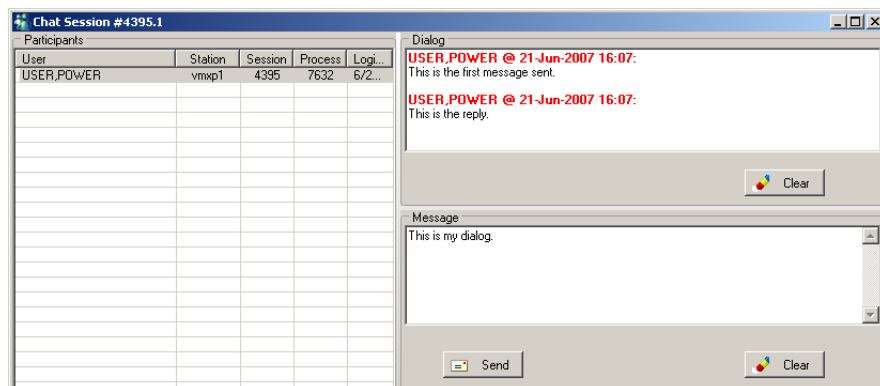 Chat Session #4395.1
Participants
User Station Session Process Logi...
USER,POWER vmxp1 4395 7632 6/2...
Dialog
USER,POWER @ 21-Jun-2007 16:07:
This is the first message sent.
USER,POWER @ 21-Jun-2007 16:07:
This is the reply.
Clear
Message
This is my dialog.
Send Clear